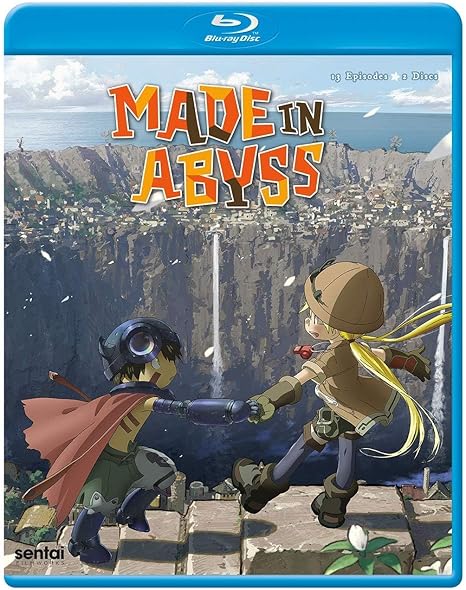 Blu-ray Disc
13 Episodes ★ 2 Discs
MADE IN
ABYSS
sentai
FILMWORKS